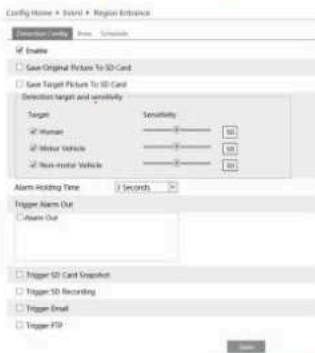 Config Home ▸ Event ▸ Region Entrance
Detection Config Area Schedule
Enable
Save Original Picture To SD Card
Save Target Picture To SD Card
Detection target and sensitivity
Target Sensitivity
Human 50
Motor Vehicle 50
Non-motor Vehicle 50
Alarm Holding Time 3 Seconds
Trigger Alarm Out
Alarm Out
Trigger SD Card Snapshot
Trigger SD Recording
Trigger Email
Trigger FTP
Save